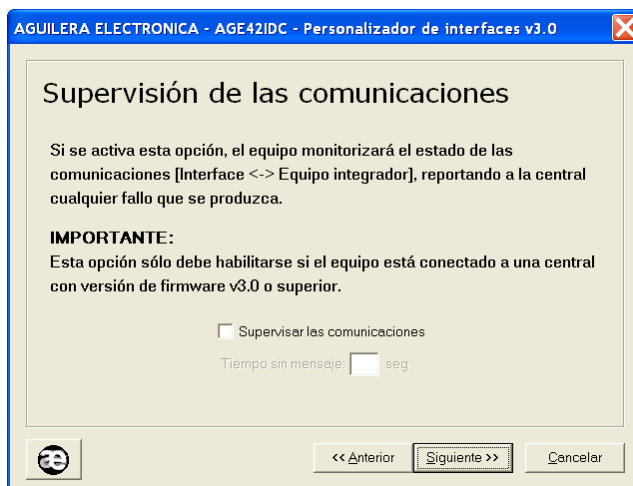 AGUILERA ELECTRONICA - AGE42IDC - Personalizador de interfaces v3.0
Supervisión de las comunicaciones
Si se activa esta opción, el equipo monitorizará el estado de las
comunicaciones [Interface <-> Equipo integrador], reportando a la central
cualquier fallo que se produzca.
IMPORTANTE:
Esta opción sólo debe habilitarse si el equipo está conectado a una central
con versión de firmware v3.0 o superior.
Supervisar las comunicaciones
Tiempo sin mensaje: seg
æ << Anterior Siguiente >> Cancelar